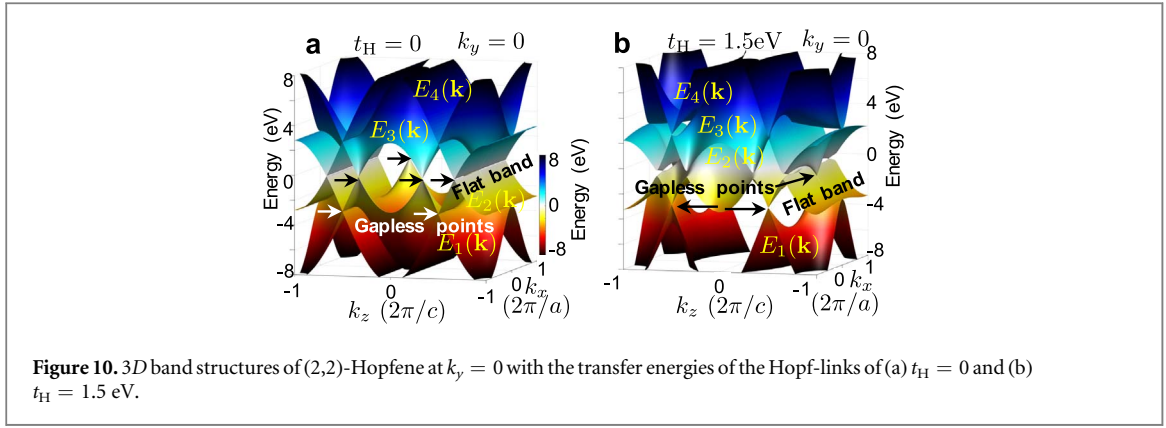 a t_H = 0 k_y = 0
b t_H = 1.5eV k_y = 0
8
4
0
-4
-8
Energy (eV)
E_4(k)
E_3(k)
E_2(k)
E_1(k)
Flat band
Gapless points
8
0
-8
Energy (eV)
-1
0
-1
0
1
k_z (2π/c)
k_x
(2π/a)
E_4(k)
E_3(k)
E_2(k)
E_1(k)
Gapless points
Flat band
8
4
0
-4
-8
Energy (eV)
-1
0
-1
0
1
k_z (2π/c)
k_x
(2π/a)
Figure 10. 3D band structures of (2,2)-Hopfene at k_y = 0 with the transfer energies of the Hopf-links of (a) t_H = 0 and (b)
t_H = 1.5 eV.